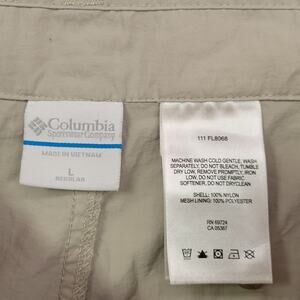 Columbia
Sportswear Company
MADE IN VIETNAM
L
REGULAR
111 FL8068
MACHINE WASH COLD GENTLE, WASH
SEPARATELY, DO NOT BLEACH, TUMBLE
DRY LOW, REMOVE PROMPTLY, IRON
LOW, DO NOT USE FABRIC
SOFTENER, DO NOT DRYCLEAN
SHELL: 100% NYLON
MESH LINING: 100% POLYESTER
RN 69724
CA 05367